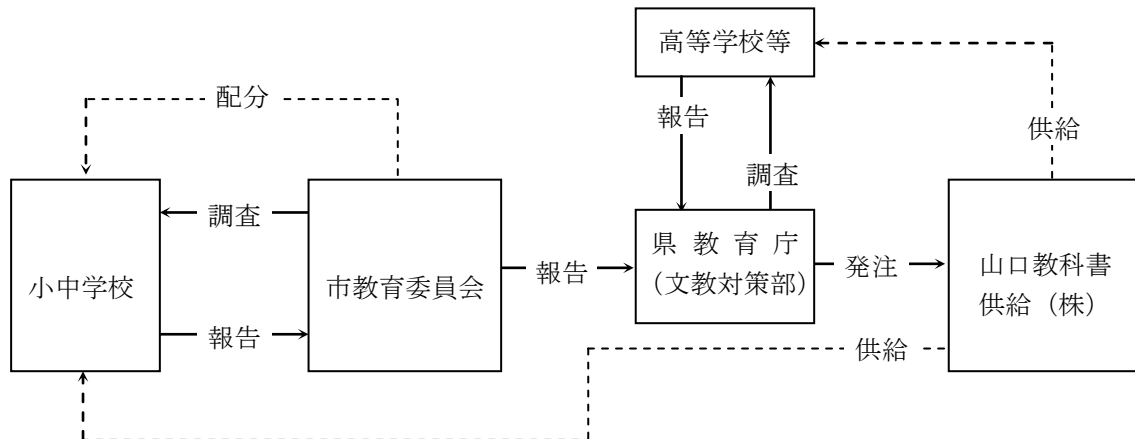 高等学校等
配分
報告
供給
調査
調査
県教育庁
（文教対策部）
小中学校
市教育委員会
報告
発注
山口教科書
供給（株）
報告
供給